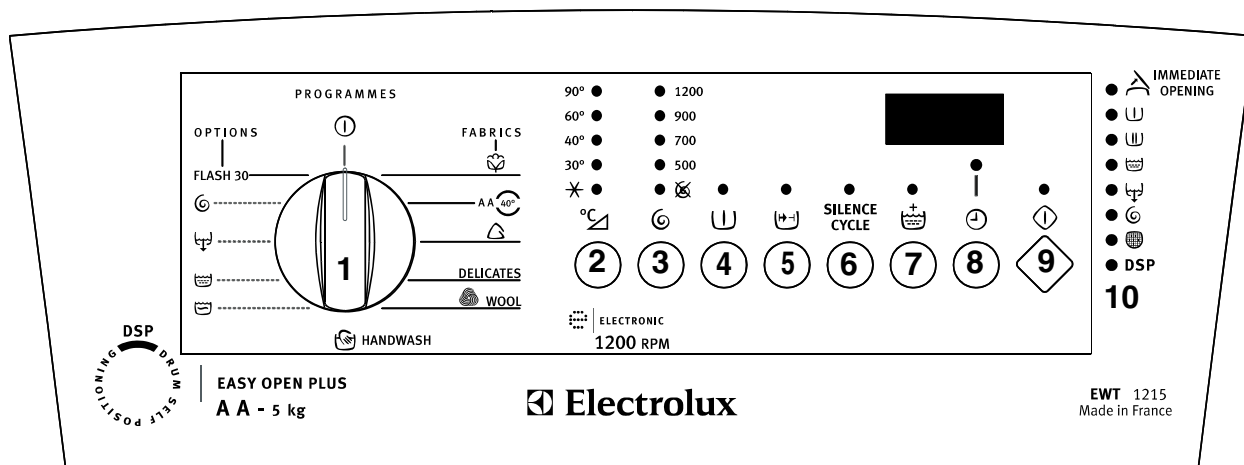 PROGRAMMES
OPTIONS
FLASH 30
FABRICS
AA 40°
DELICATES
WOOL
HANDWASH
1
90°
60°
40°
30°
1200
900
700
500
°C
SILENCE
CYCLE
+
2
3
4
5
6
7
8
9
ELECTRONIC
1200 RPM
IMMEDIATE
OPENING
DSP
10
DSP
DRUM SELF POSITIONING
EASY OPEN PLUS
A A - 5 kg
Electrolux
EWT 1215
Made in France